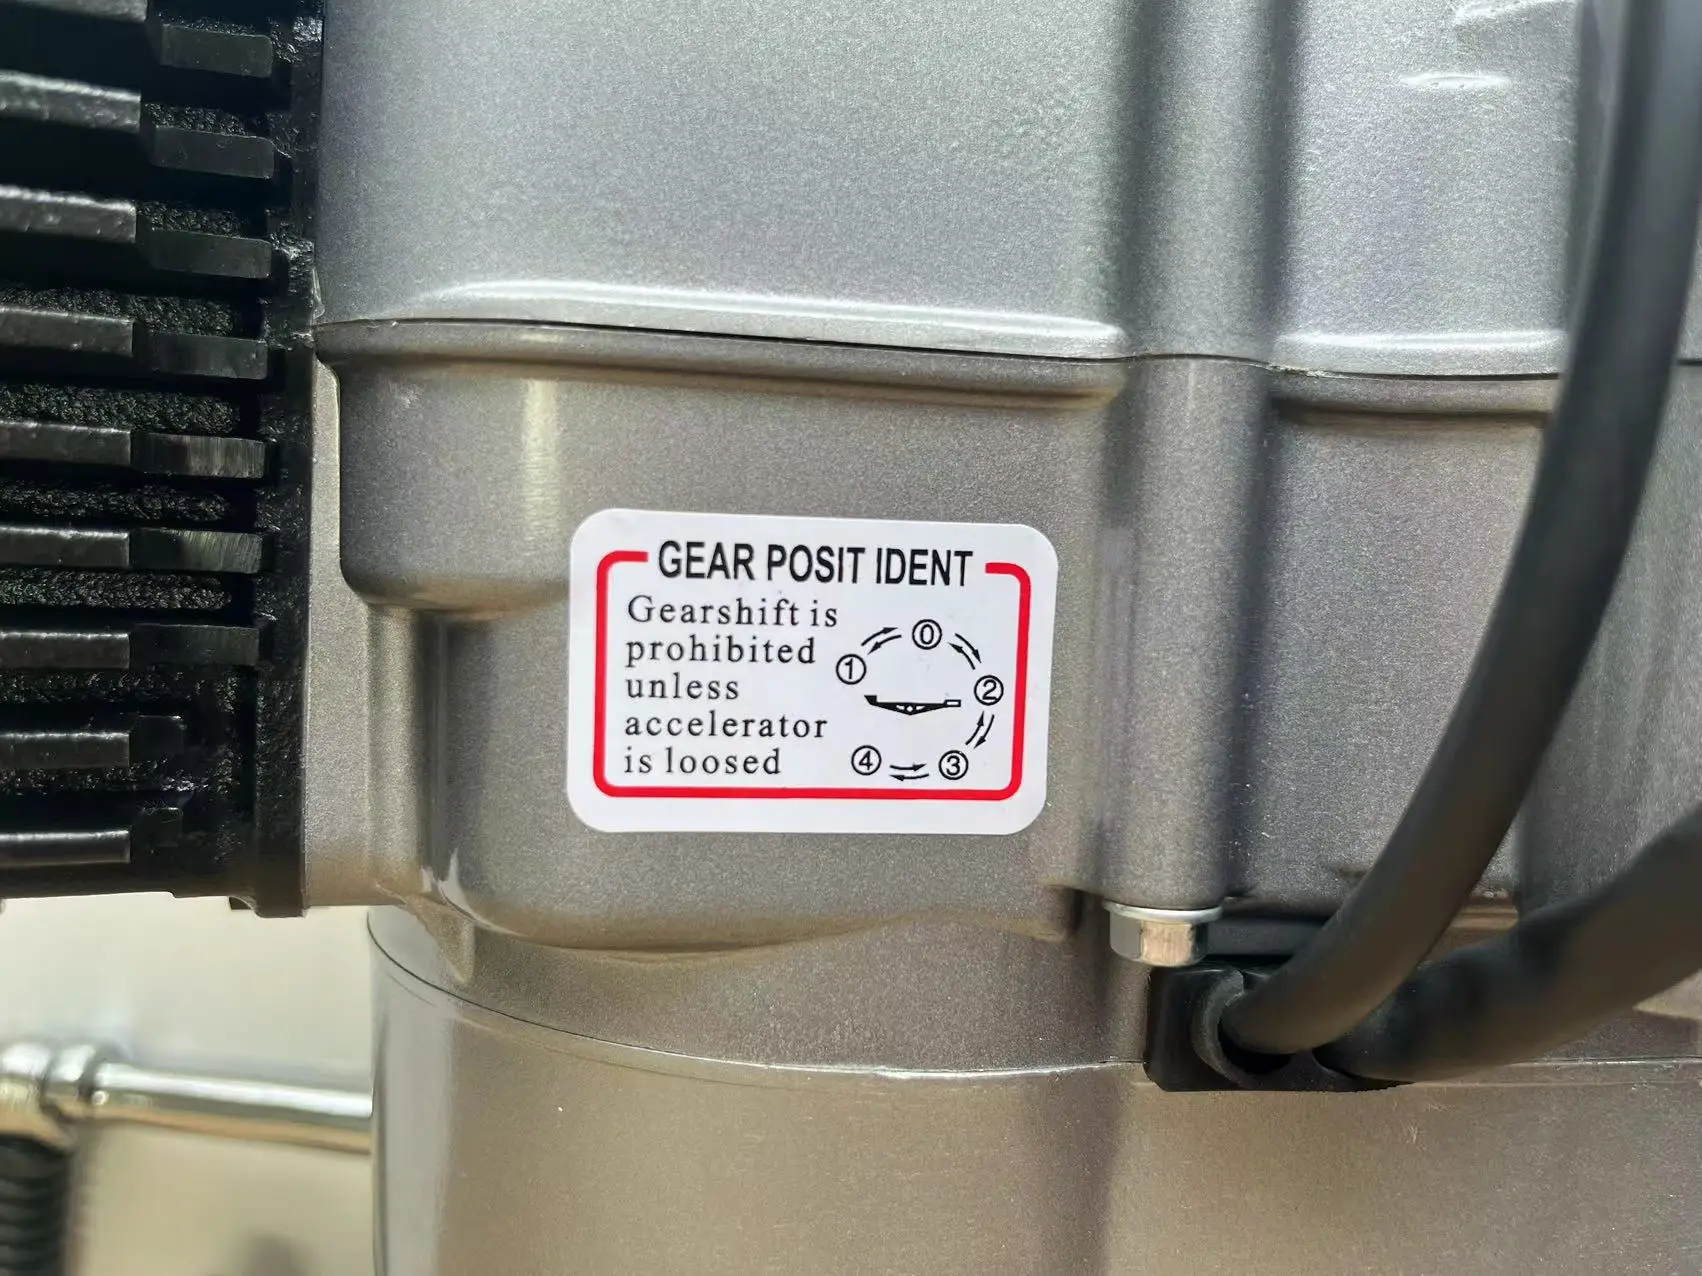 GEAR POSIT IDENT
Gearshift is
prohibited
unless
accelerator
is loosed
0
1
2
4 3